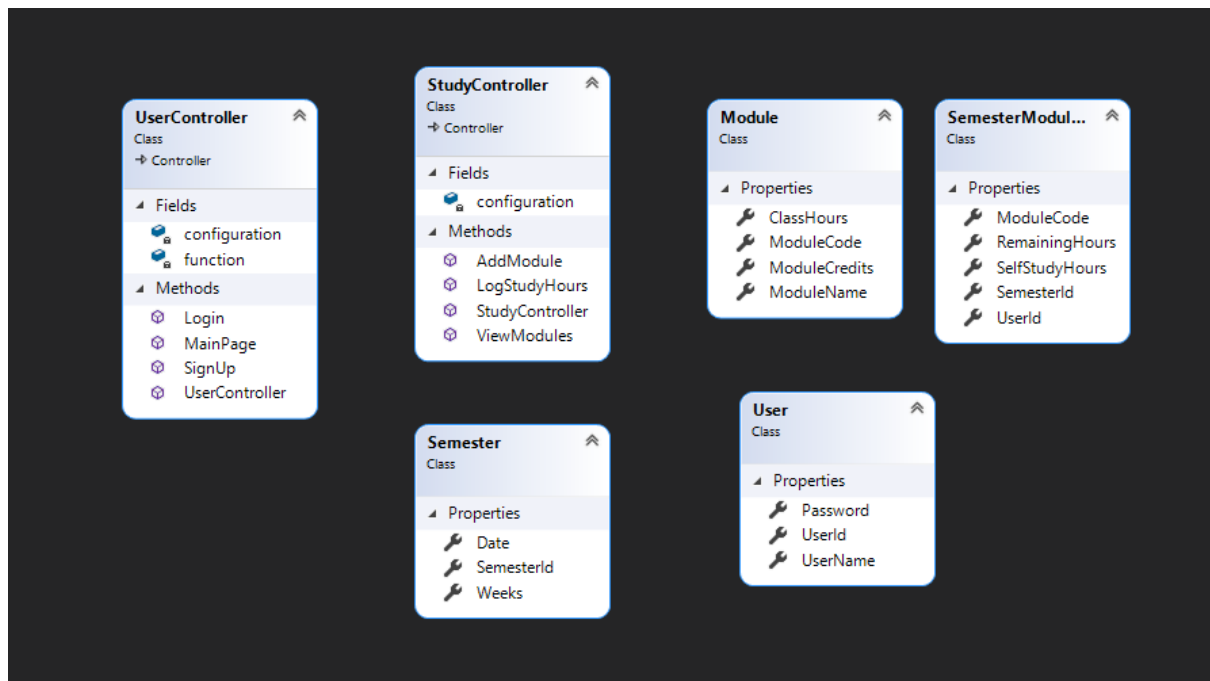 UserController
Class
Controller
Fields
configuration
function
Methods
Login
MainPage
SignUp
UserController
StudyController
Class
Controller
Fields
configuration
Methods
AddModule
LogStudyHours
StudyController
ViewModules
Module
Class
Properties
ClassHours
ModuleCode
ModuleCredits
ModuleName
SemesterModul...
Class
Properties
ModuleCode
RemainingHours
SelfStudyHours
SemesterId
UserId
Semester
Class
Properties
Date
SemesterId
Weeks
User
Class
Properties
Password
UserId
UserName